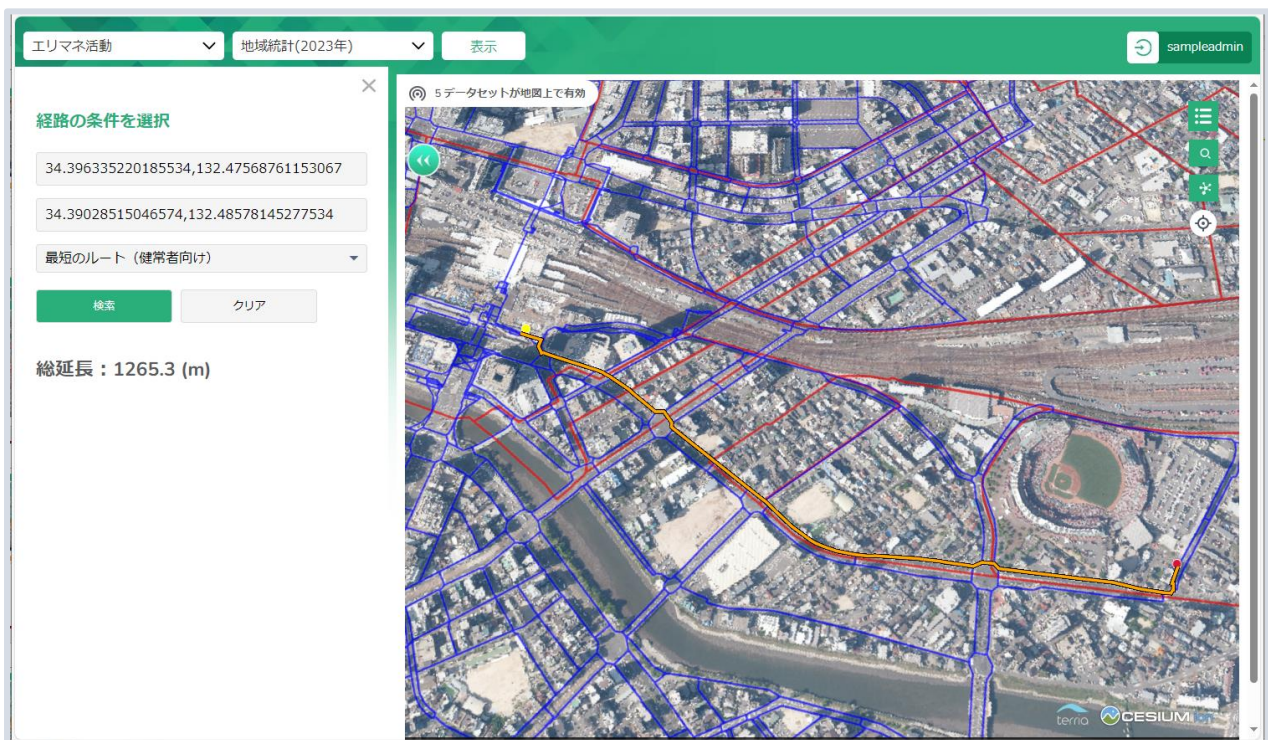 エリマネ活動
地域統計(2023年)
表示
sampleadmin
経路の条件を選択
34.396335220185534,132.47568761153067
34.39028515046574,132.48578145277534
最短のルート（健常者向け）
検索
クリア
総延長：1265.3 (m)
5 データセットが地図上で有効
terria
CESIUM ion